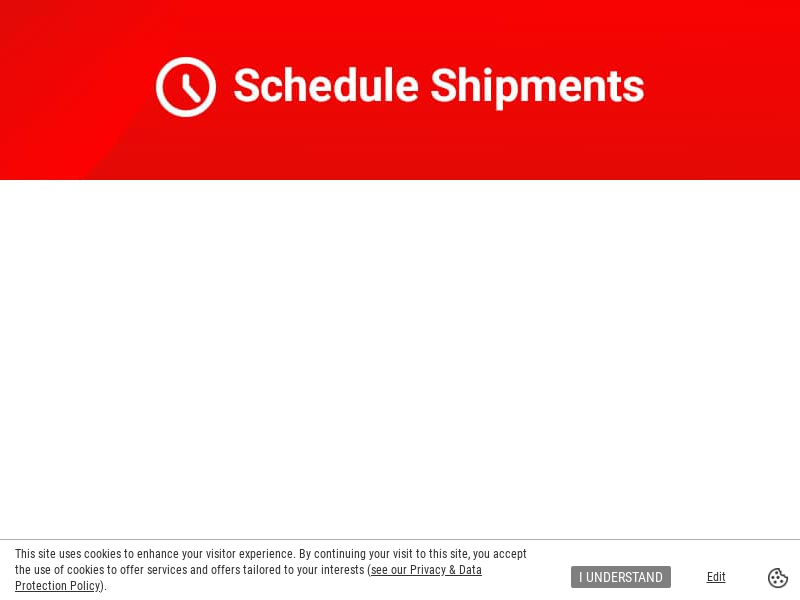 Schedule Shipments
This site uses cookies to enhance your visitor experience. By continuing your visit to this site, you accept
the use of cookies to offer services and offers tailored to your interests (see our Privacy & Data
Protection Policy).
I UNDERSTAND
Edit